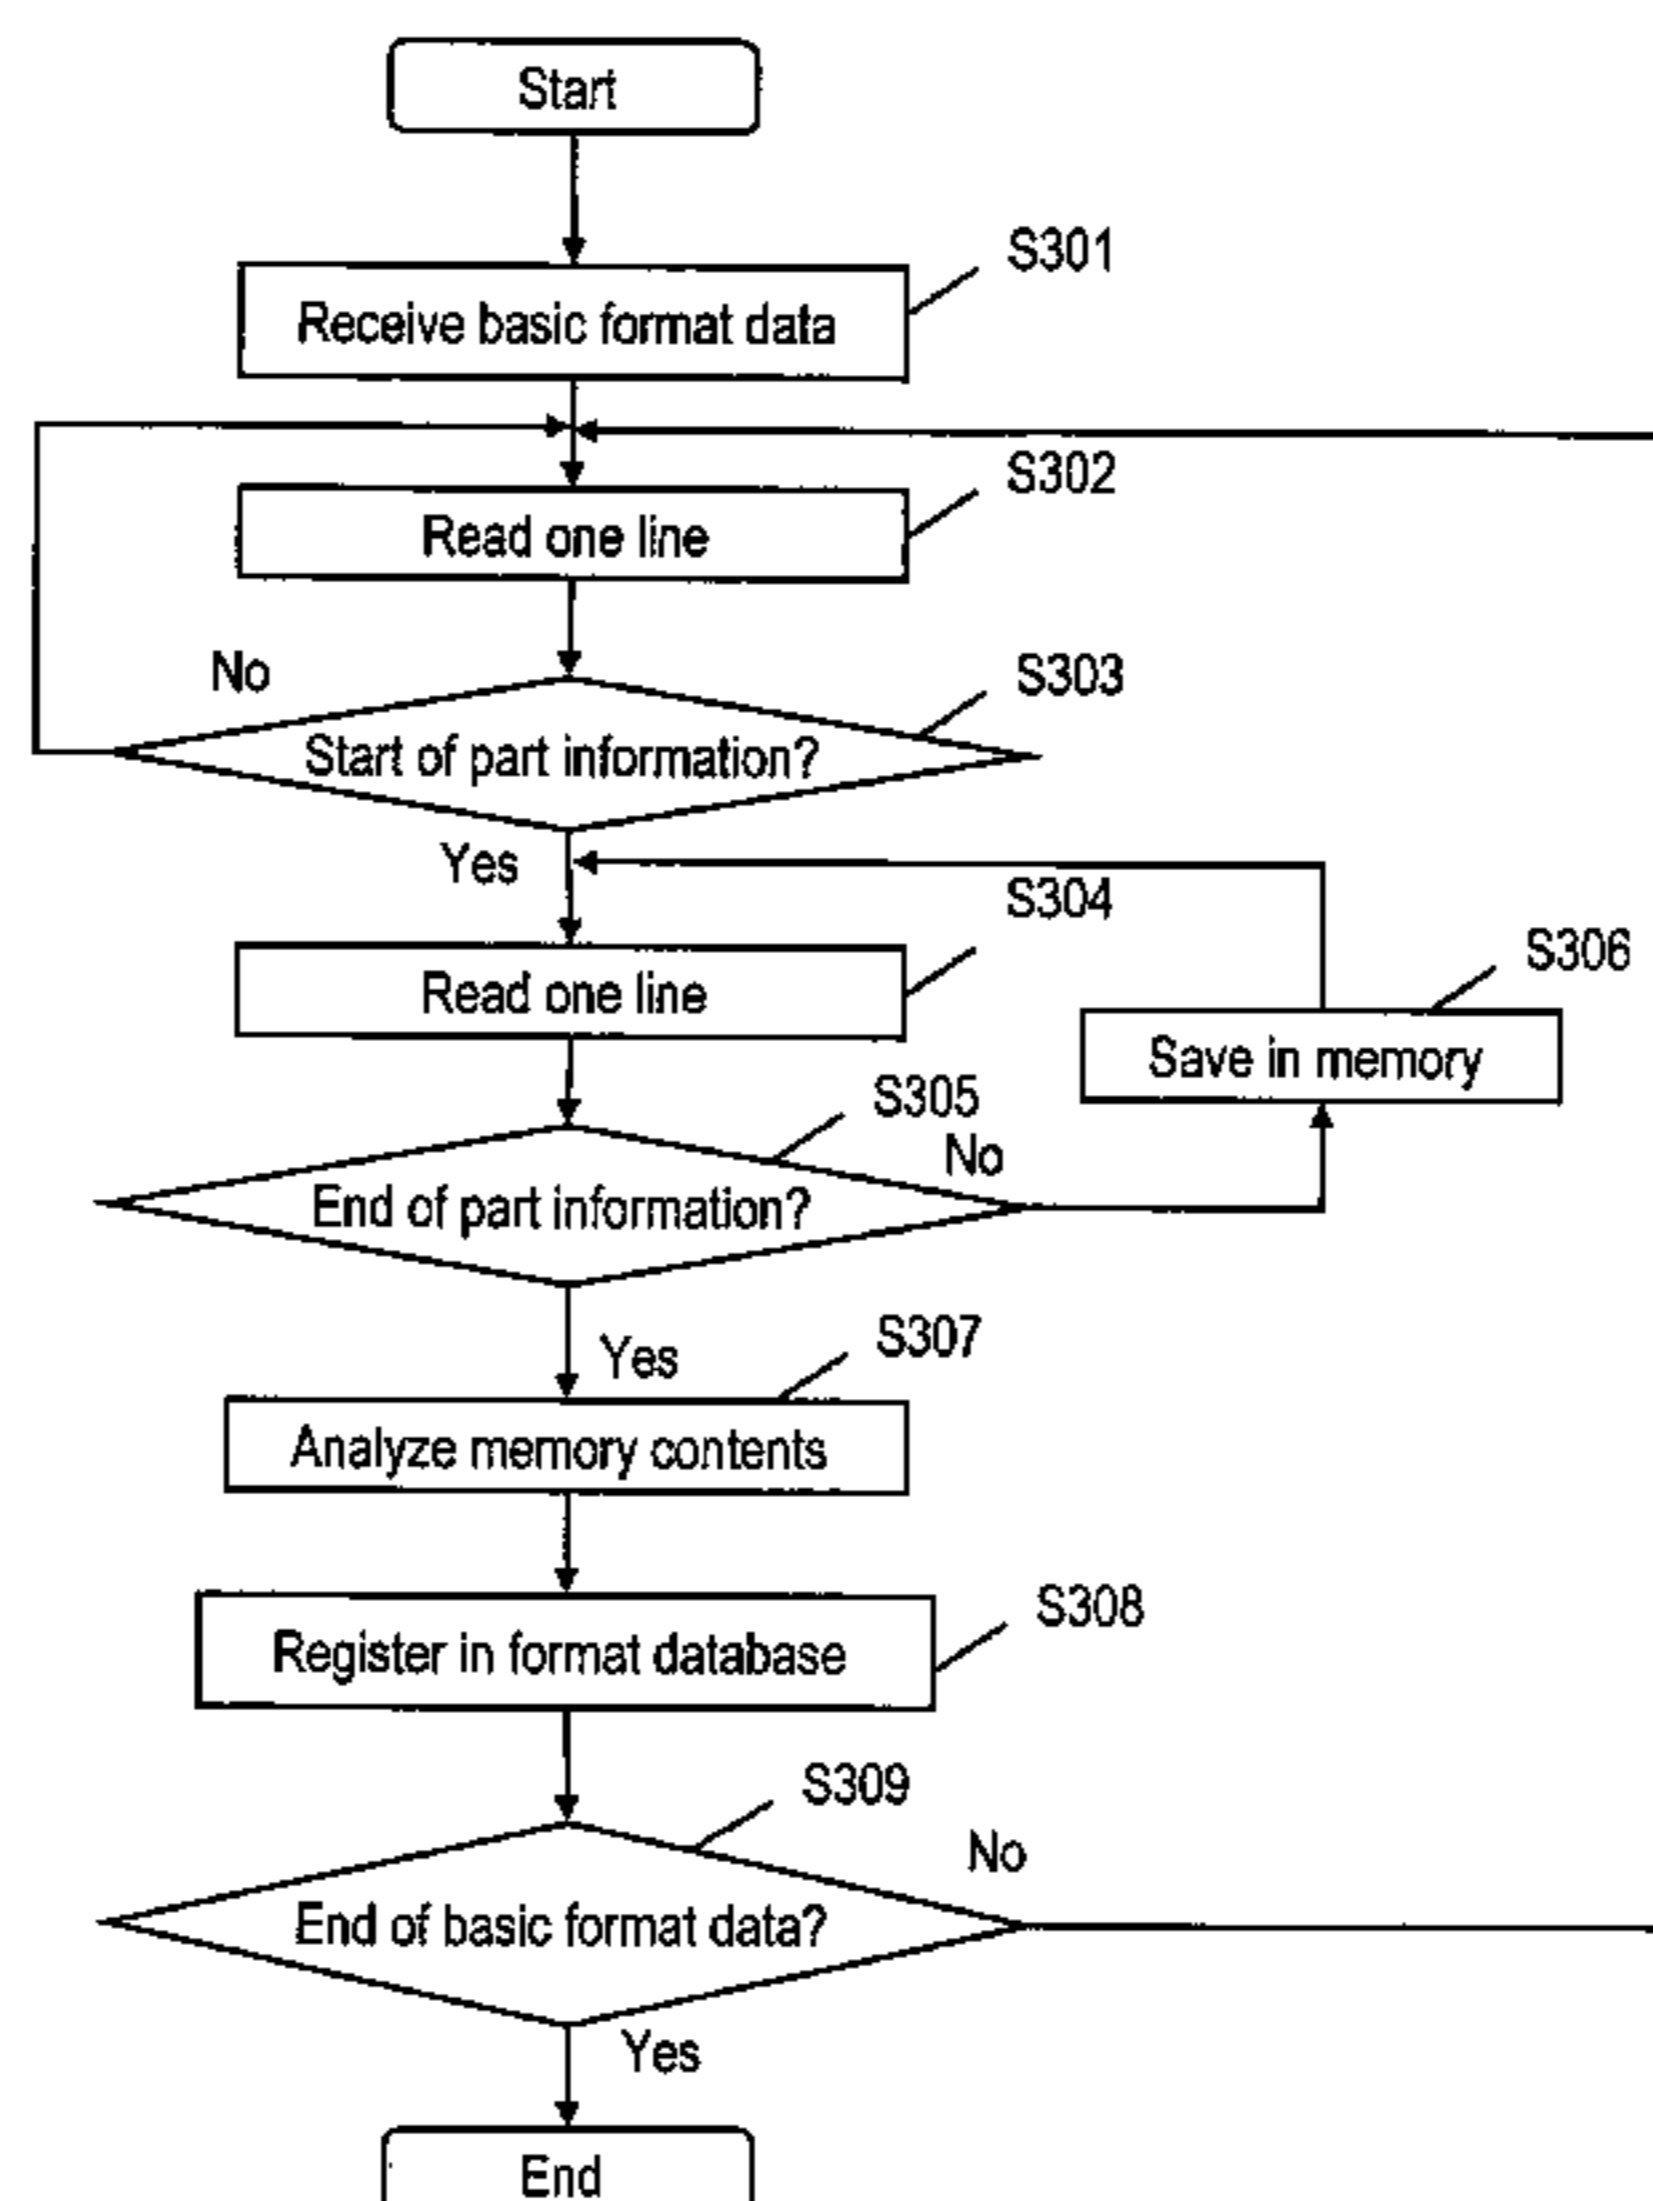 Start
S301
Receive basic format data
S302
Read one line
No
S303
Start of part information?
Yes
S304
Read one line
S306
Save in memory
S305
No
End of part information?
Yes
S307
Analyze memory contents
S308
Register in format database
S309
No
End of basic format data?
Yes
End